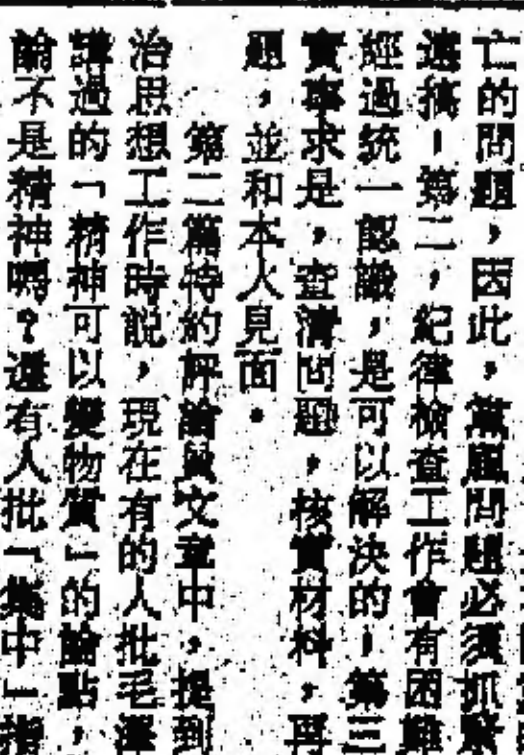 亡的問題，因此，黨風問題必須抓緊
遠搞！第二，紀律檢查工作會有困難
經過統一認識，是可以解決的！第三
實事求是，查清問題，核實材料，再
題，並和本人見面。
第二篇特約評論員文章中，提到
治思想工作時說，現在有的人批毛澤
講過的「精神可以變物質」的論點，
論不是精神嗎？還有人批「集中」指